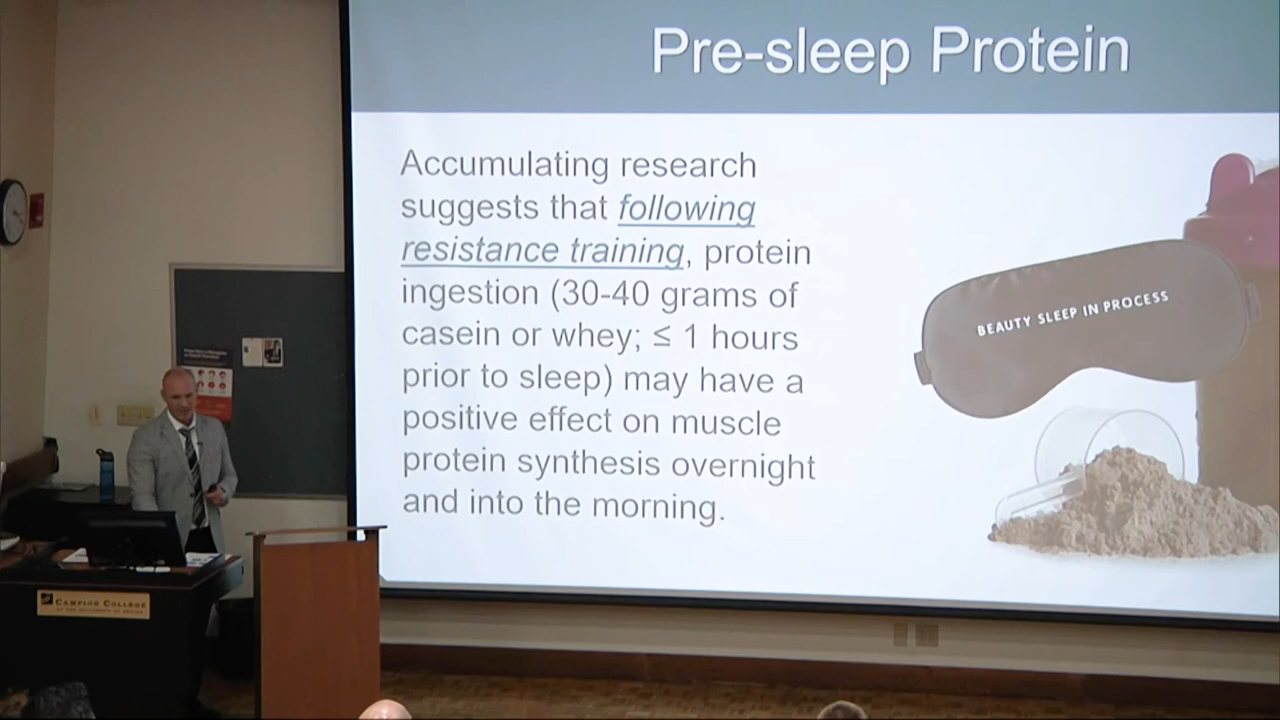 Pre-sleep Protein
Accumulating research
suggests that following
resistance training, protein
ingestion (30-40 grams of
casein or whey; ≤ 1 hours
prior to sleep) may have a
positive effect on muscle
protein synthesis overnight
and into the morning.
BEAUTY SLEEP IN PROCESS
CAMPION COLLEGE